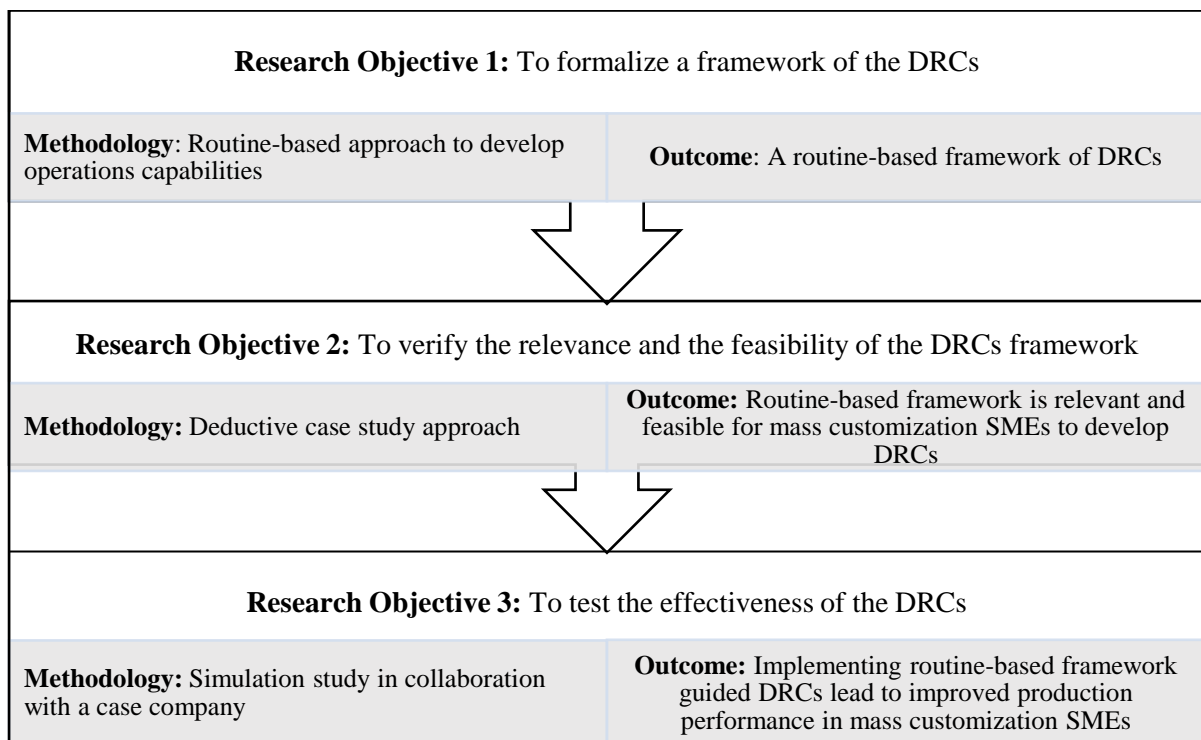 Research Objective 1: To formalize a framework of the DRCs
Methodology: Routine-based approach to develop
operations capabilities
Outcome: A routine-based framework of DRCs
Research Objective 2: To verify the relevance and the feasibility of the DRCs framework
Methodology: Deductive case study approach
Outcome: Routine-based framework is relevant and
feasible for mass customization SMEs to develop
DRCs
Research Objective 3: To test the effectiveness of the DRCs
Methodology: Simulation study in collaboration
with a case company
Outcome: Implementing routine-based framework
guided DRCs lead to improved production
performance in mass customization SMEs